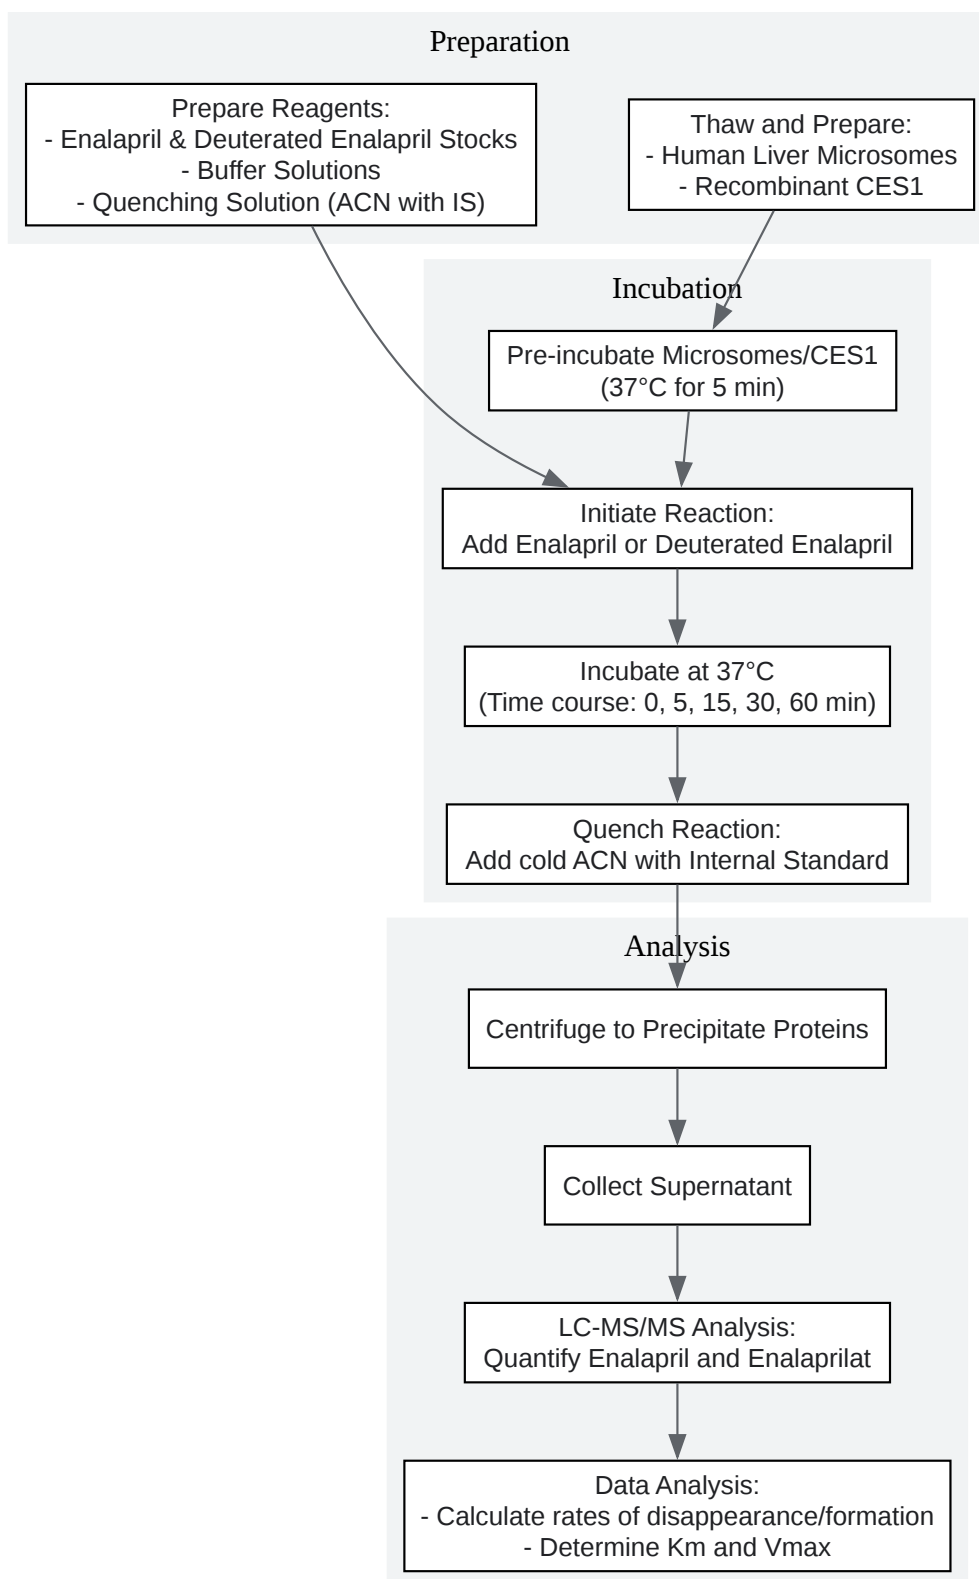 Preparation
Prepare Reagents:
- Enalapril & Deuterated Enalapril Stocks
- Buffer Solutions
- Quenching Solution (ACN with IS)
Thaw and Prepare:
- Human Liver Microsomes
- Recombinant CES1
Incubation
Pre-incubate Microsomes/CES1
(37°C for 5 min)
Initiate Reaction:
Add Enalapril or Deuterated Enalapril
Incubate at 37°C
(Time course: 0, 5, 15, 30, 60 min)
Quench Reaction:
Add cold ACN with Internal Standard
Analysis
Centrifuge to Precipitate Proteins
Collect Supernatant
LC-MS/MS Analysis:
Quantify Enalapril and Enalaprilat
Data Analysis:
- Calculate rates of disappearance/formation
- Determine Km and Vmax